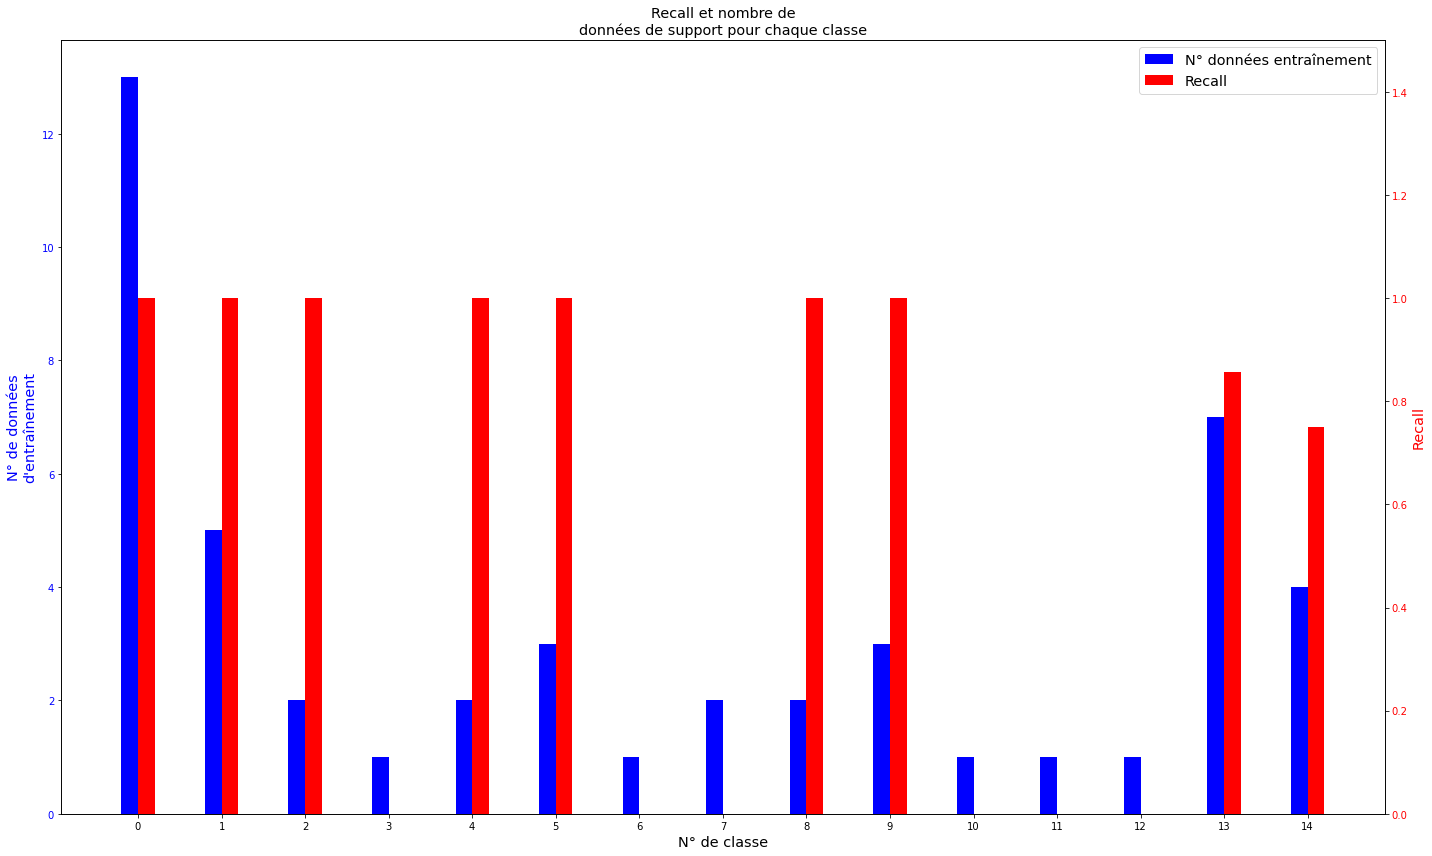 Recall et nombre de
données de support pour chaque classe
N° données entraînement
Recall
12
10
8
6
4
2
0
N° de données
d'entraînement
1.4
1.2
1.0
0.8
0.6
0.4
0.2
0.0
Recall
0 1 2 3 4 5 6 7 8 9 10 11 12 13 14
N° de classe